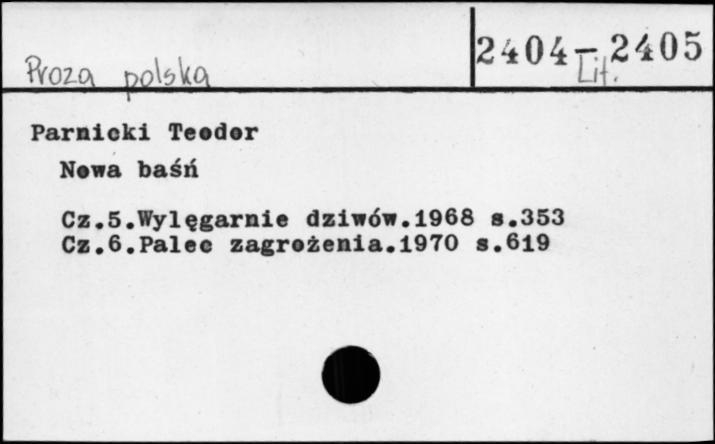 Proza polska
2404-2405
Lit.
Parnicki Teodor
Nowa baśń
Cz.5.Wylęgarnie dziwów.1968 s.353
Cz.6.Palec zagrożenia.1970 s.619